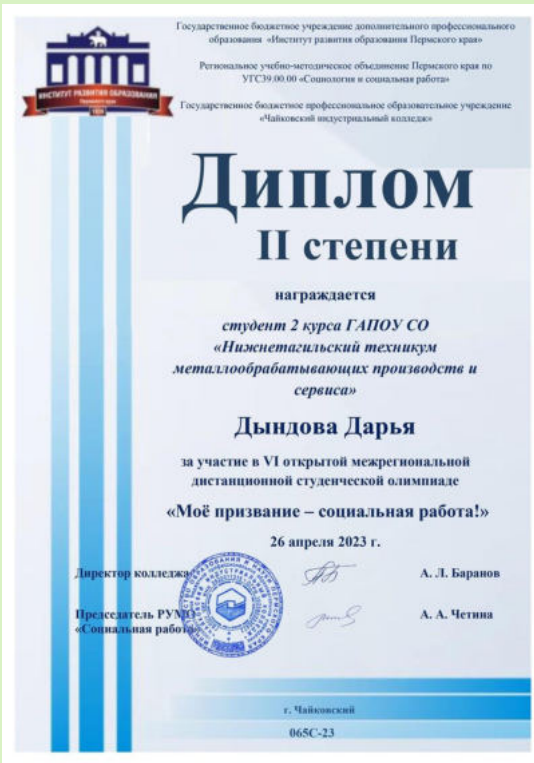 Государственное бюджетное учреждение дополнительного профессионального
образования «Институт развития образования Пермского края»
Региональное учебно-методическое объединение Пермского края по
УГС39.00.00 «Социология и социальная работа»
Государственное бюджетное профессиональное образовательное учреждение
«Чайковский индустриальный колледж»
ИНСТИТУТ РАЗВИТИЯ ОБРАЗОВАНИЯ
Пермского края
Диплом
II степени
награждается
студент 2 курса ГАПОУ СО
«Нижнетагильский техникум
металлообрабатывающих производств и
сервиса»
Дындова Дарья
за участие в VI открытой межрегиональной
дистанционной студенческой олимпиаде
«Моё призвание – социальная работа!»
26 апреля 2023 г.
Директор колледжа
А. Л. Баранов
Председатель РУМО
«Социальная работа
А. А. Четина
г. Чайковский
065С-23